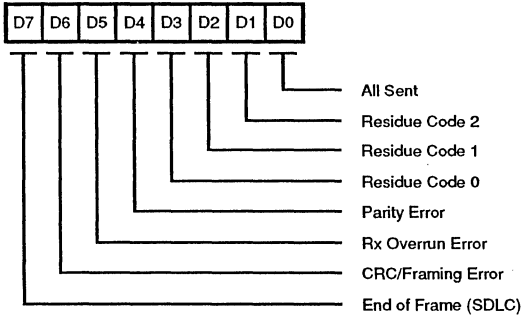 D7 D6 D5 D4 D3 D2 D1 D0
All Sent
Residue Code 2
Residue Code 1
Residue Code 0
Parity Error
Rx Overrun Error
CRC/Framing Error
End of Frame (SDLC)